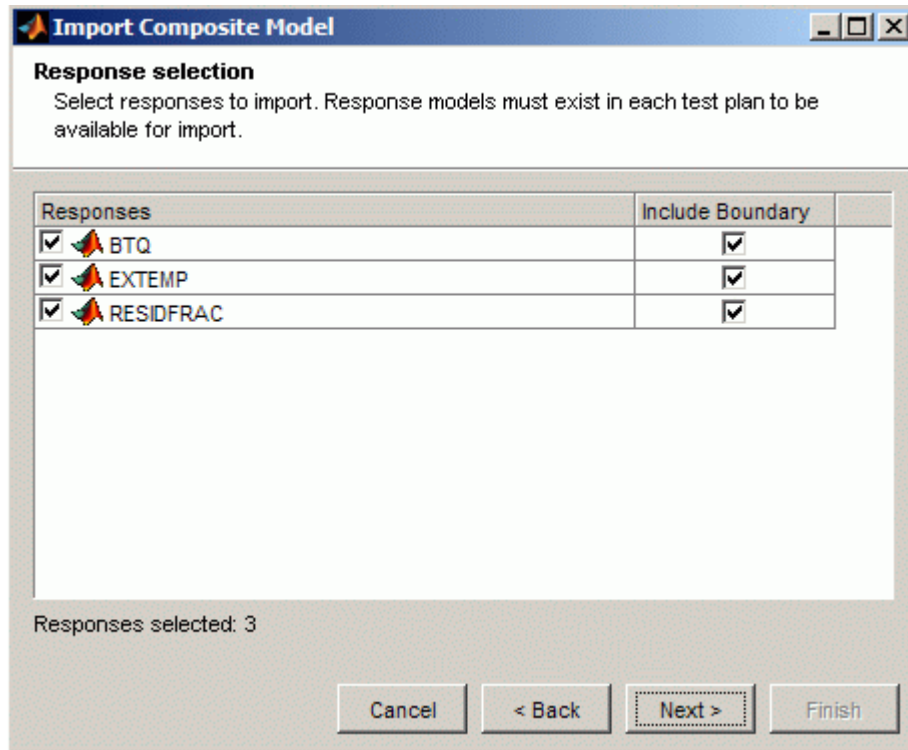 Import Composite Model
Response selection
Select responses to import. Response models must exist in each test plan to be
available for import.
Responses Include Boundary
BTQ
EXTEMP
RESIDFRAC
Responses selected: 3
Cancel < Back Next > Finish